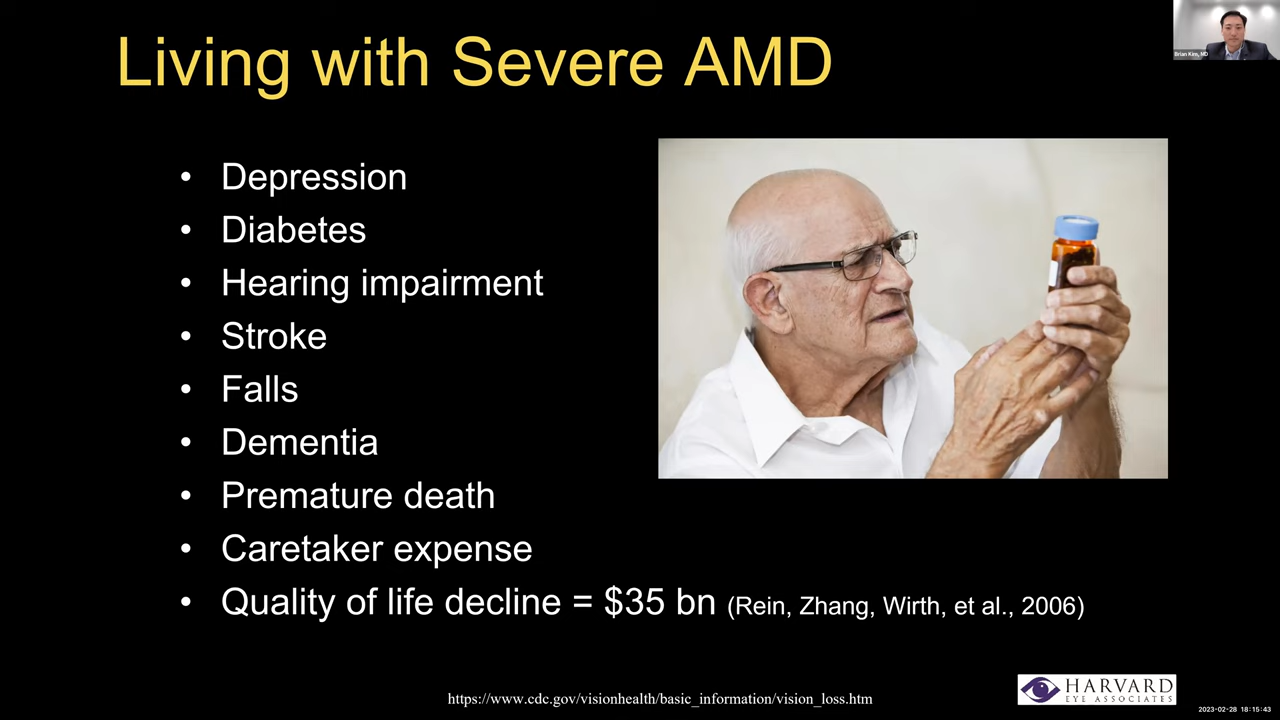 Living with Severe AMD
Brian Kim, MD
• Depression
• Diabetes
• Hearing impairment
• Stroke
• Falls
• Dementia
• Premature death
• Caretaker expense
• Quality of life decline = $35 bn (Rein, Zhang, Wirth, et al., 2006)
https://www.cdc.gov/visionhealth/basic_information/vision_loss.htm
HARVARD
EYE ASSOCIATES
2023-02-28 18:15:43